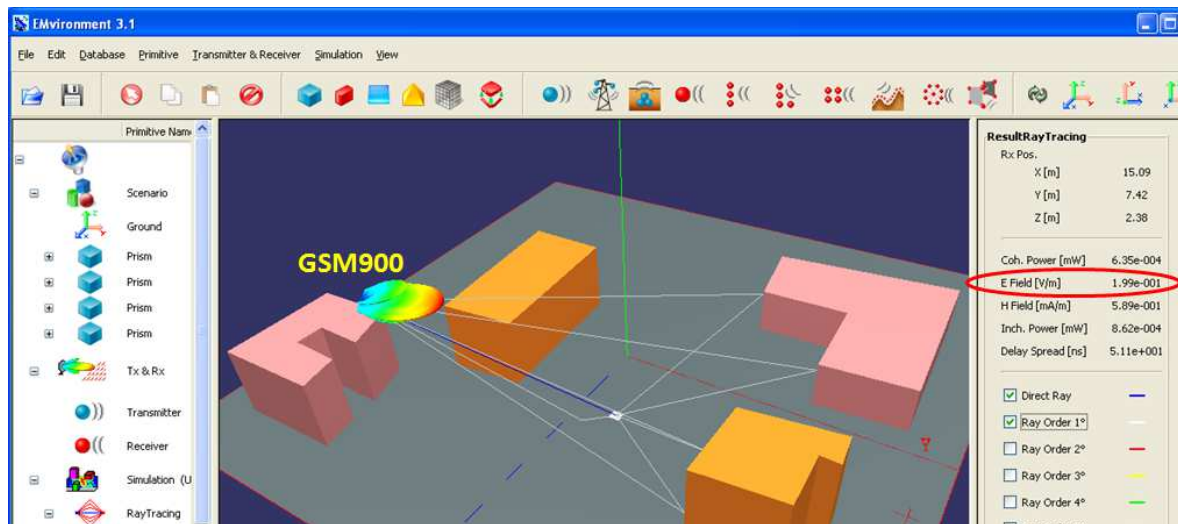 EMvironment 3.1
File Edit Database Primitive Transmitter & Receiver Simulation View
Primitive Nam
Scenario
Ground
Prism
Prism
Prism
Prism
Tx & Rx
Transmitter
Receiver
Simulation (U
RayTracing
GSM900
Y
ResultRayTracing
Rx Pos.
X [m] 15.09
Y [m] 7.42
Z [m] 2.38
Coh. Power [mW] 6.35e-004
E Field [V/m] 1.99e-001
H Field [mA/m] 5.89e-001
Inch. Power [mW] 8.62e-004
Delay Spread [ns] 5.11e+001
Direct Ray
Ray Order 1°
Ray Order 2°
Ray Order 3°
Ray Order 4°